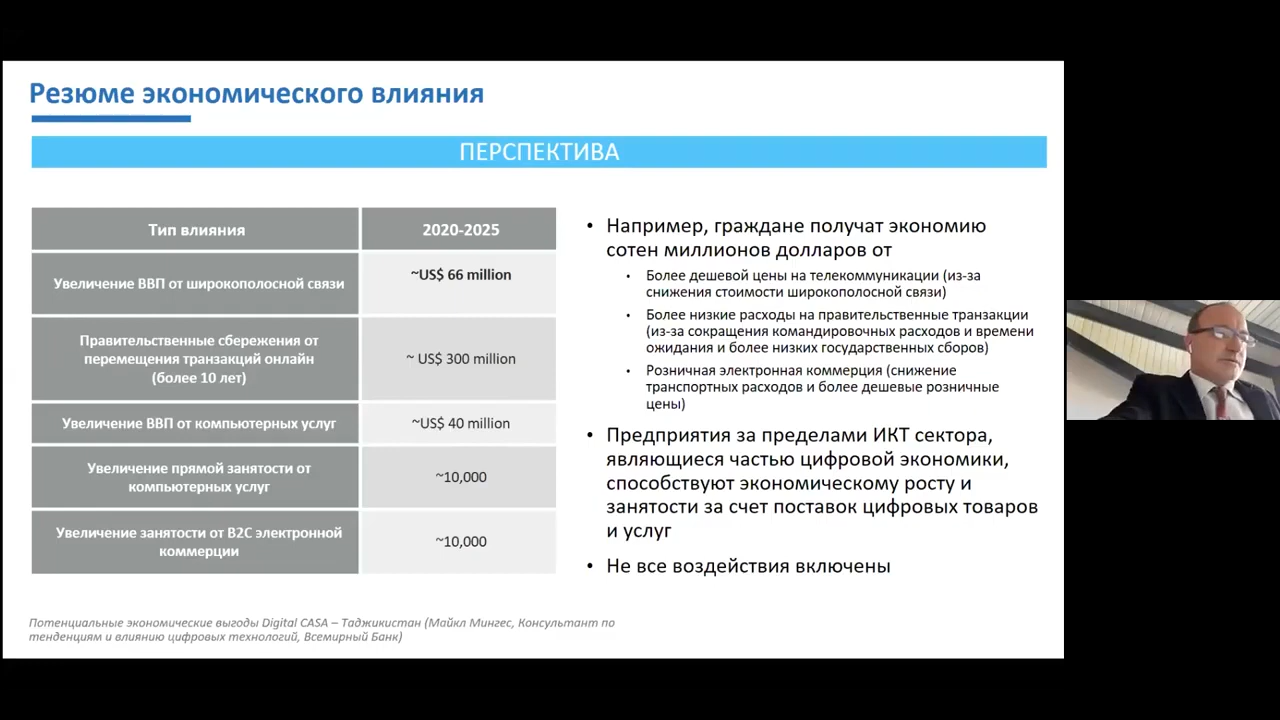 Резюме экономического влияния
ПЕРСПЕКТИВА
Тип влияния
2020-2025
Увеличение ВВП от широкополосной связи
~US$ 66 million
Правительственные сбережения от
перемещения транзакций онлайн
(более 10 лет)
~ US$ 300 million
Увеличение ВВП от компьютерных услуг
~US$ 40 million
Увеличение прямой занятости от
компьютерных услуг
~10,000
Увеличение занятости от B2C электронной
коммерции
~10,000
• Например, граждане получат экономию
сотен миллионов долларов от
• Более дешевой цены на телекоммуникации (из-за
снижения стоимости широкополосной связи)
• Более низкие расходы на правительственные транзакции
(из-за сокращения командировочных расходов и времени
ожидания и более низких государственных сборов)
• Розничная электронная коммерция (снижение
транспортных расходов и более дешевые розничные
цены)
• Предприятия за пределами ИКТ сектора,
являющиеся частью цифровой экономики,
способствуют экономическому росту и
занятости за счет поставок цифровых товаров
и услуг
• Не все воздействия включены
Потенциальные экономические выгоды Digital CASA – Таджикистан (Майкл Мингес, Консультант по
тенденциям и влиянию цифровых технологий, Всемирный Банк)